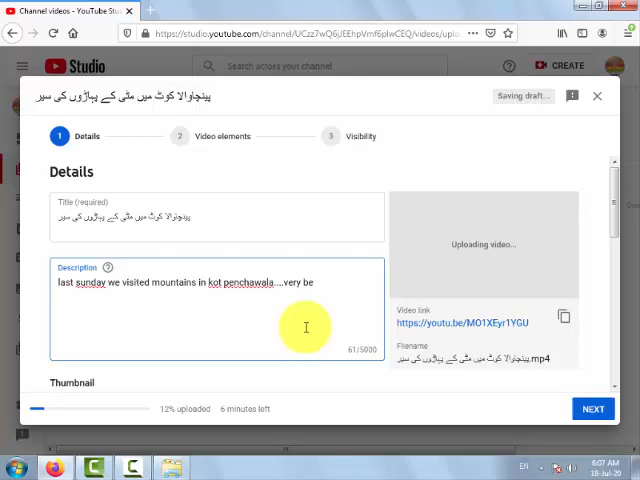 Channel videos - YouTube Stu
https://studio.youtube.com/channel/UCzz7wQ6JEEhpVmf6plwCEQ/videos/uplo
Studio
Search across your channel
CREATE
پینچاوالا کوٹ میں مٹی کے پہاڑوں کی سیر
Saving draft...
1 Details
2 Video elements
3 Visibility
Details
Title (required)
پینچاوالا کوٹ میں مٹی کے پہاڑوں کی سیر
Description
last sunday we visited mountains in kot penchawala....very be
61/5000
Uploading video...
Video link
https://youtu.be/MO1XEyr1YGU
Filename
پینچاوالا کوٹ میں مٹی کے پہاڑوں کی سیر.mp4
Thumbnail
12% uploaded
6 minutes left
NEXT
EN
6:07 AM
18-Jul-20